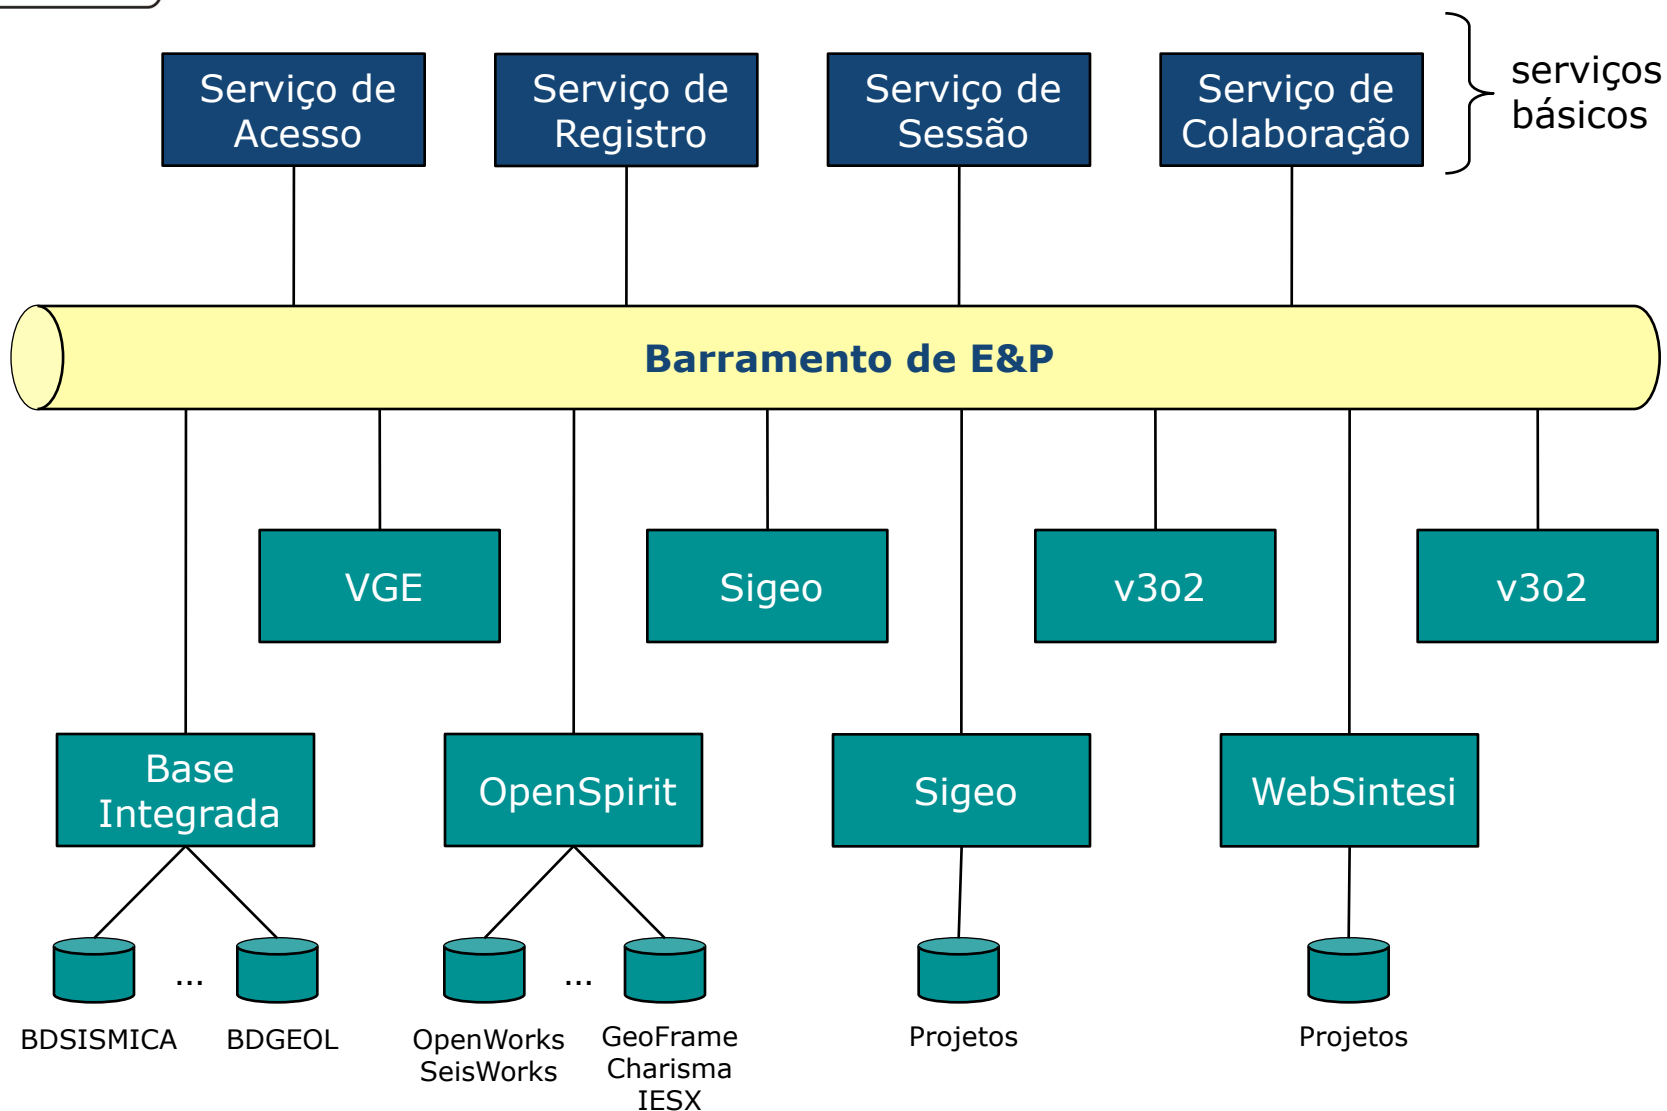 Serviço de
Acesso
Serviço de
Registro
Serviço de
Sessão
Serviço de
Colaboração
serviços
básicos
Barramento de E&P
VGE
Sigeo
v3o2
v3o2
Base
Integrada
OpenSpirit
Sigeo
WebSintesi
...
...
BDSISMICA
BDGEOL
OpenWorks
SeisWorks
GeoFrame
Charisma
IESX
Projetos
Projetos